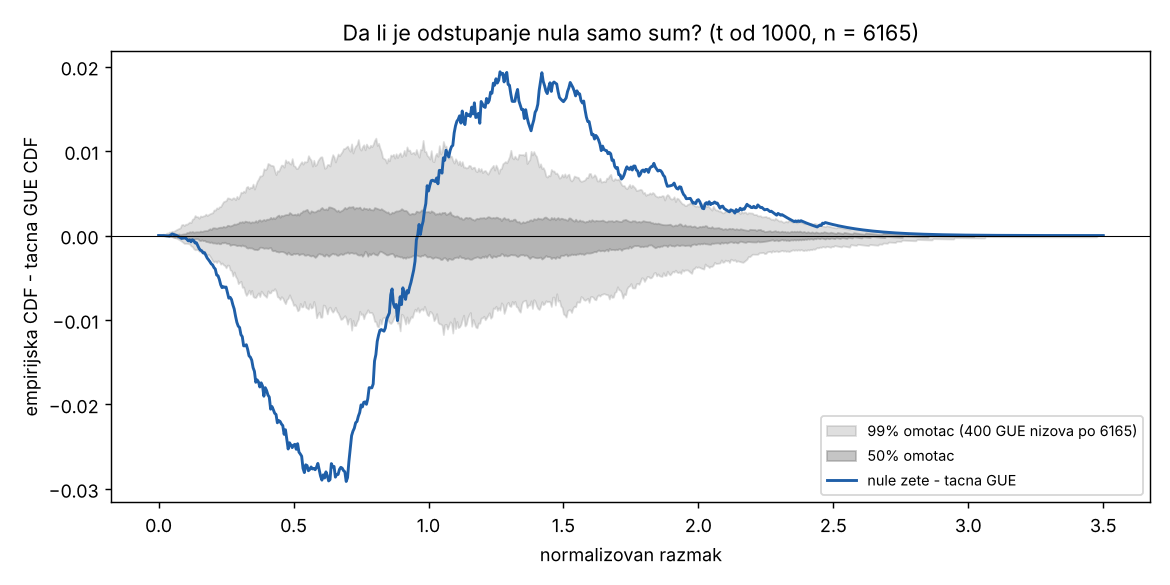 Da li je odstupanje nula samo sum? (t od 1000, n = 6165)
empirijska CDF - tacna GUE CDF
0.02
0.01
0.00
−0.01
−0.02
−0.03
99% omotac (400 GUE nizova po 6165)
50% omotac
nule zete - tacna GUE
0.0 0.5 1.0 1.5 2.0 2.5 3.0 3.5
normalizovan razmak